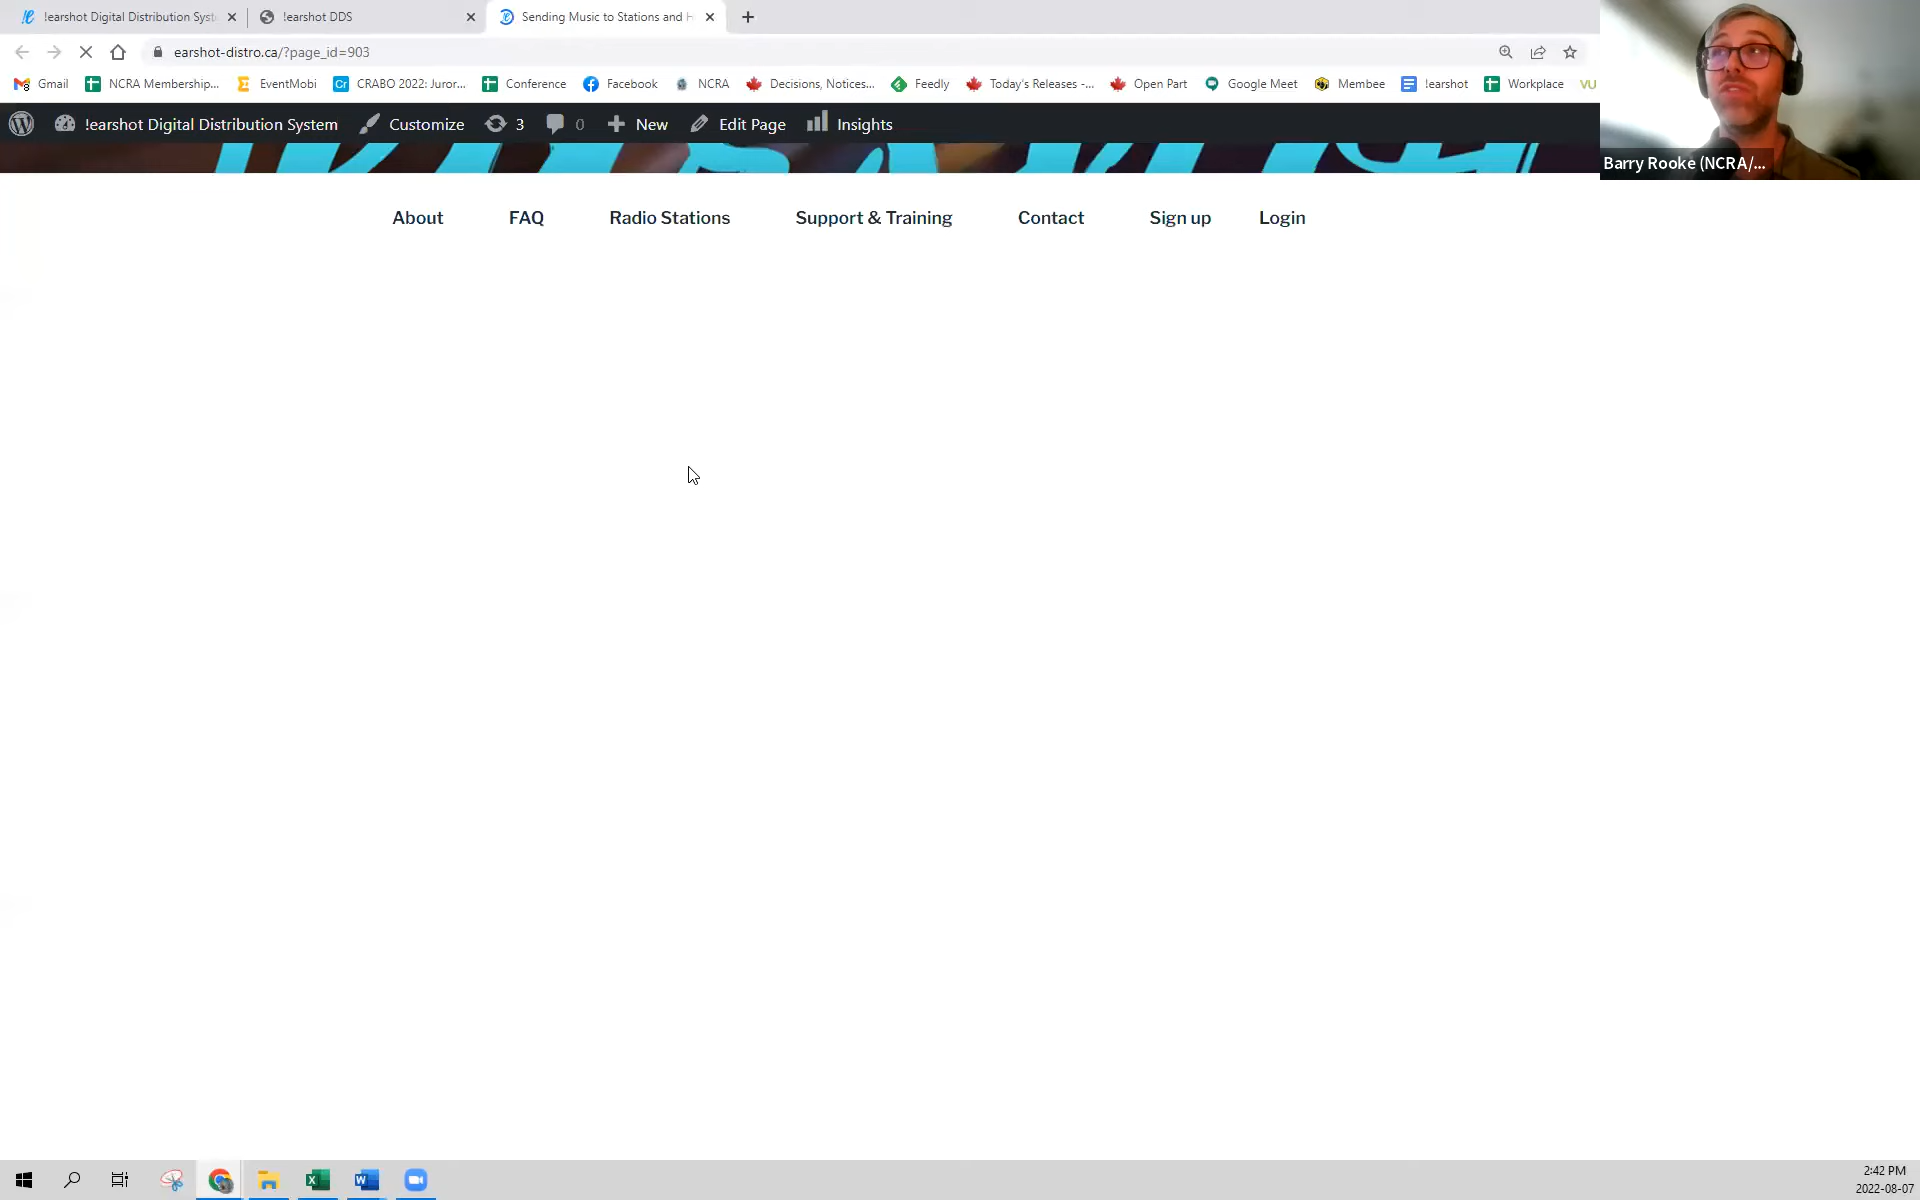 !earshot Digital Distribution Syst
!earshot DDS
Sending Music to Stations and H
earshot-distro.ca/?page_id=903
Gmail NCRA Membership... EventMobi CRABO 2022: Juror... Conference Facebook NCRA Decisions, Notices... Feedly Today's Releases -... Open Part Google Meet Membee !earshot Workplace VU
!earshot Digital Distribution System Customize 3 0 New Edit Page Insights
Barry Rooke (NCRA/...
About FAQ Radio Stations Support & Training Contact Sign up Login
2:42 PM
2022-08-07